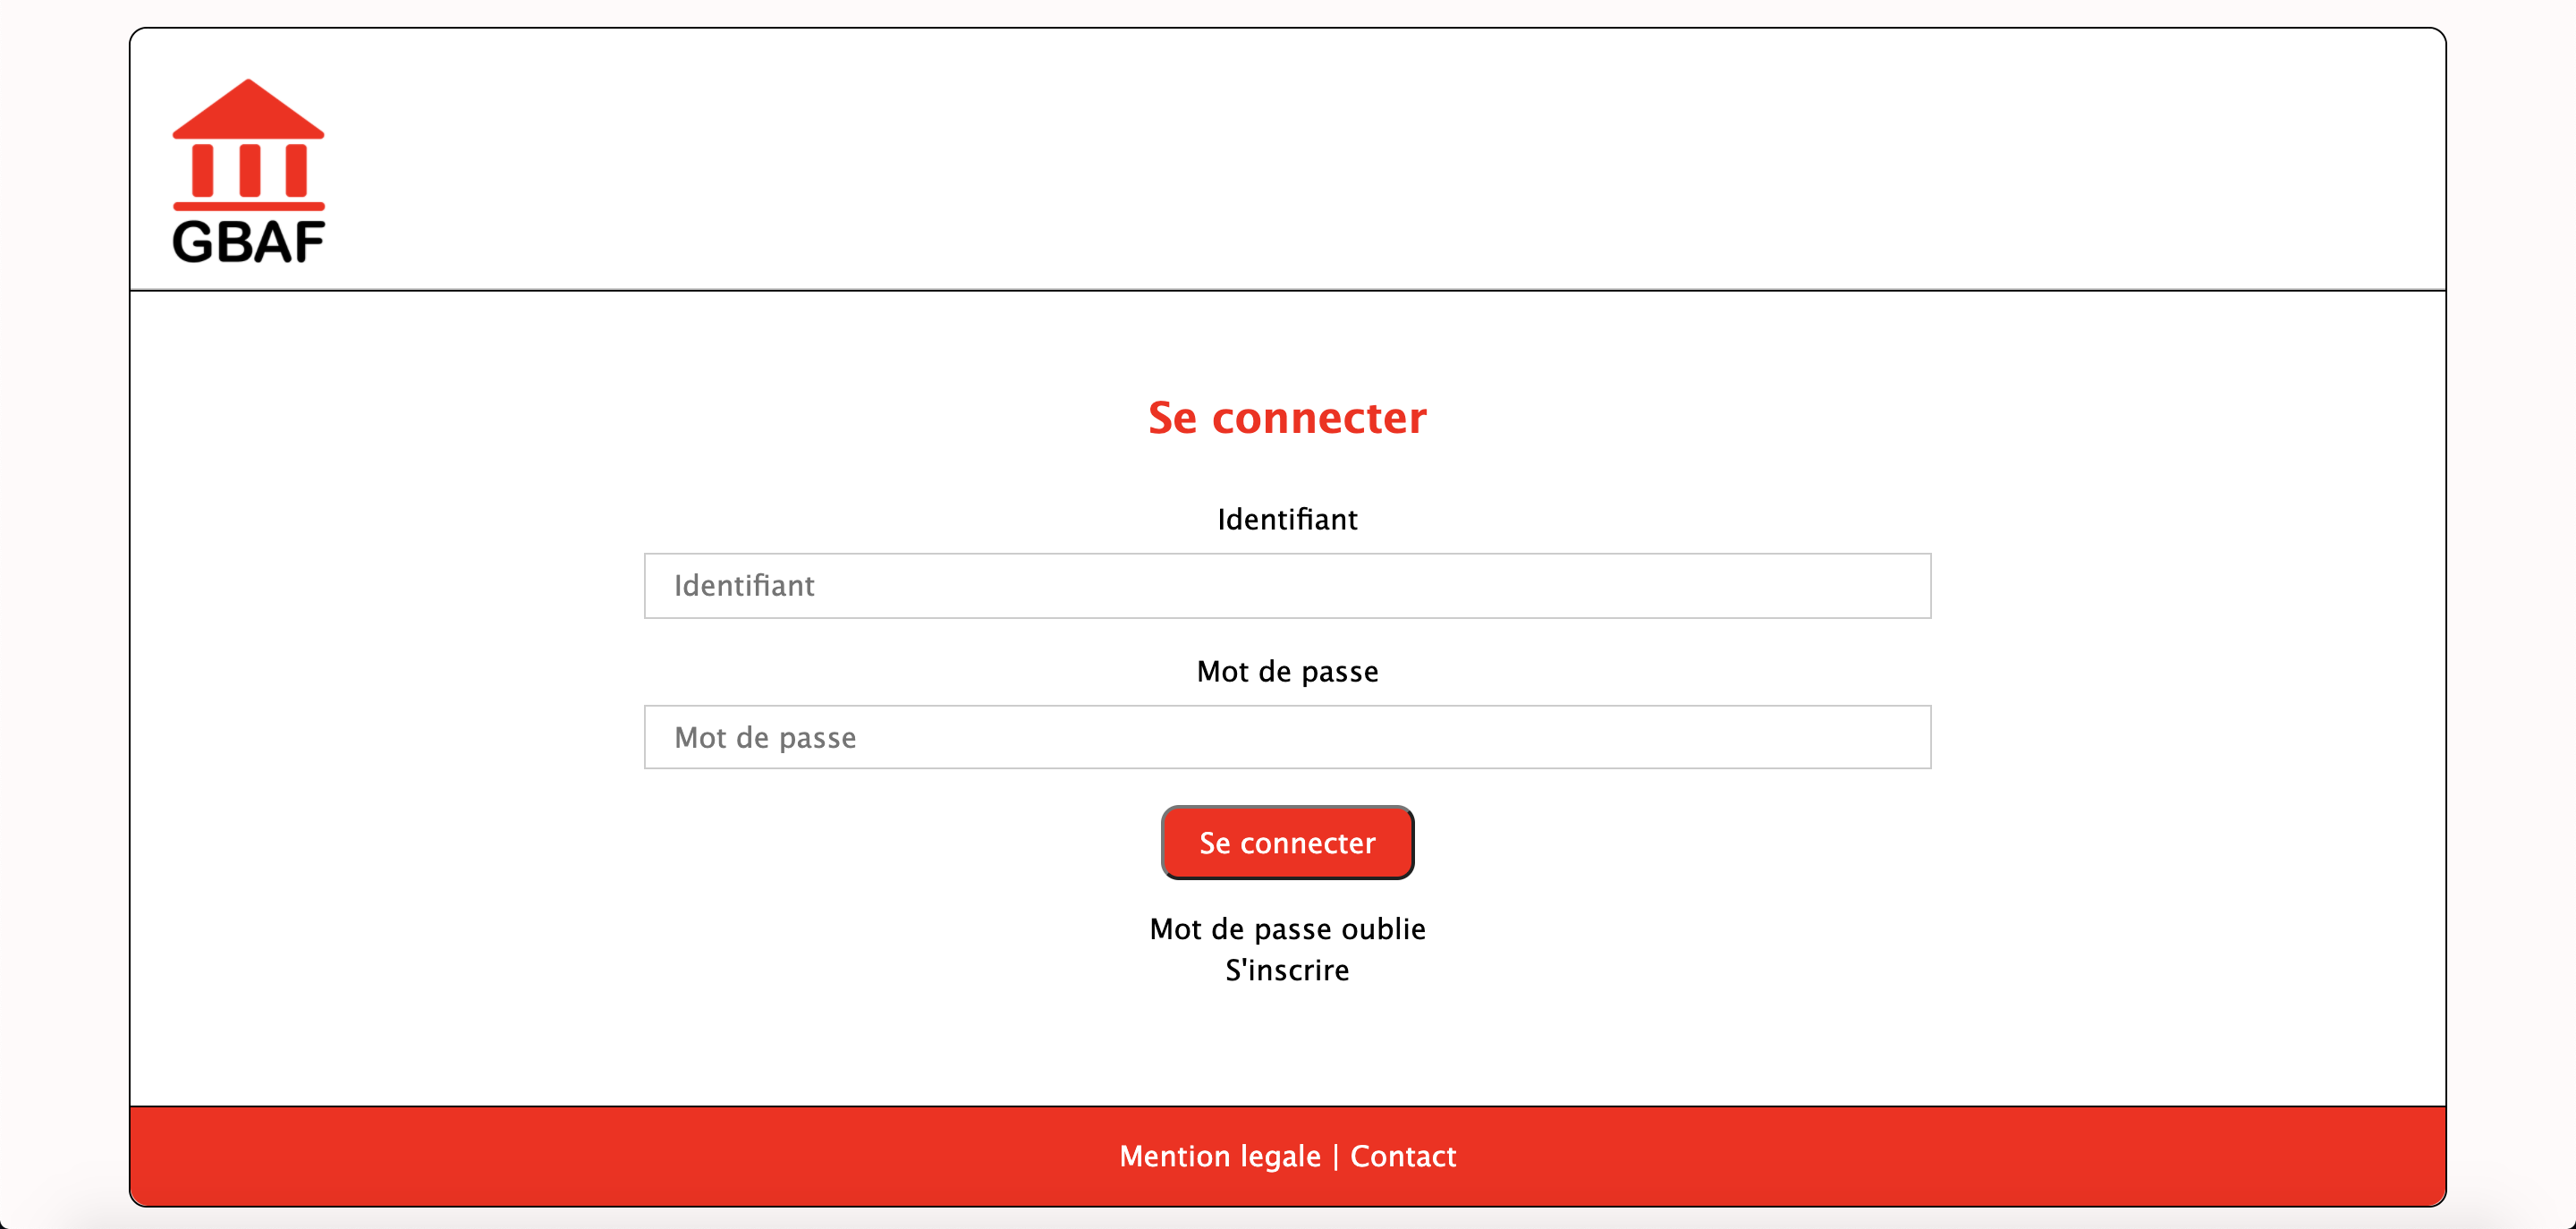 GBAF
Se connecter
Identifiant
Identifiant
Mot de passe
Mot de passe
Se connecter
Mot de passe oublie
S'inscrire
Mention legale | Contact